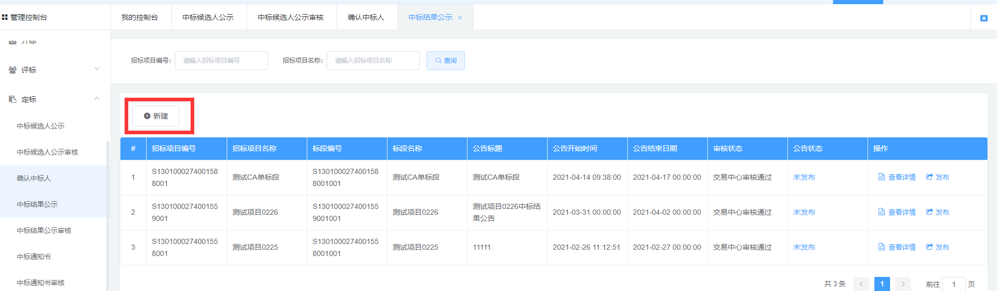 管理控制台
我的控制台
中标候选人公示
中标候选人公示审核
确认中标人
中标结果公示
开标
评标
定标
中标候选人公示
中标候选人公示审核
确认中标人
中标结果公示
中标结果公示审核
中标通知书
中标通知书审核
招标项目编号: 请输入招标项目编号 招标项目名称: 请输入招标项目名称 查询
新建
# 招标项目编号 招标项目名称 标段编号 标段名称 公告标题 公告开始时间 公告结束日期 审核状态 公告状态 操作
1 S130100027400158 测试CA单标段 S130100027400158 测试CA单标段 测试CA单标段 2021-04-14 09:38:00 2021-04-17 00:00:00 交易中心审核通过 未发布 查看详情 发布
8001 8001001
2 S130100027400155 测试项目0226 S130100027400155 测试项目0226 测试项目0226中标结 2021-03-31 00:00:00 2021-04-02 00:00:00 交易中心审核通过 未发布 查看详情 发布
9001 9001001 果公告
3 S130100027400155 测试项目0225 S130100027400155 测试项目0225 11111 2021-02-26 11:12:51 2021-02-27 00:00:00 交易中心审核通过 未发布 查看详情 发布
8001 8001001
共 3 条 1 前往 1 页